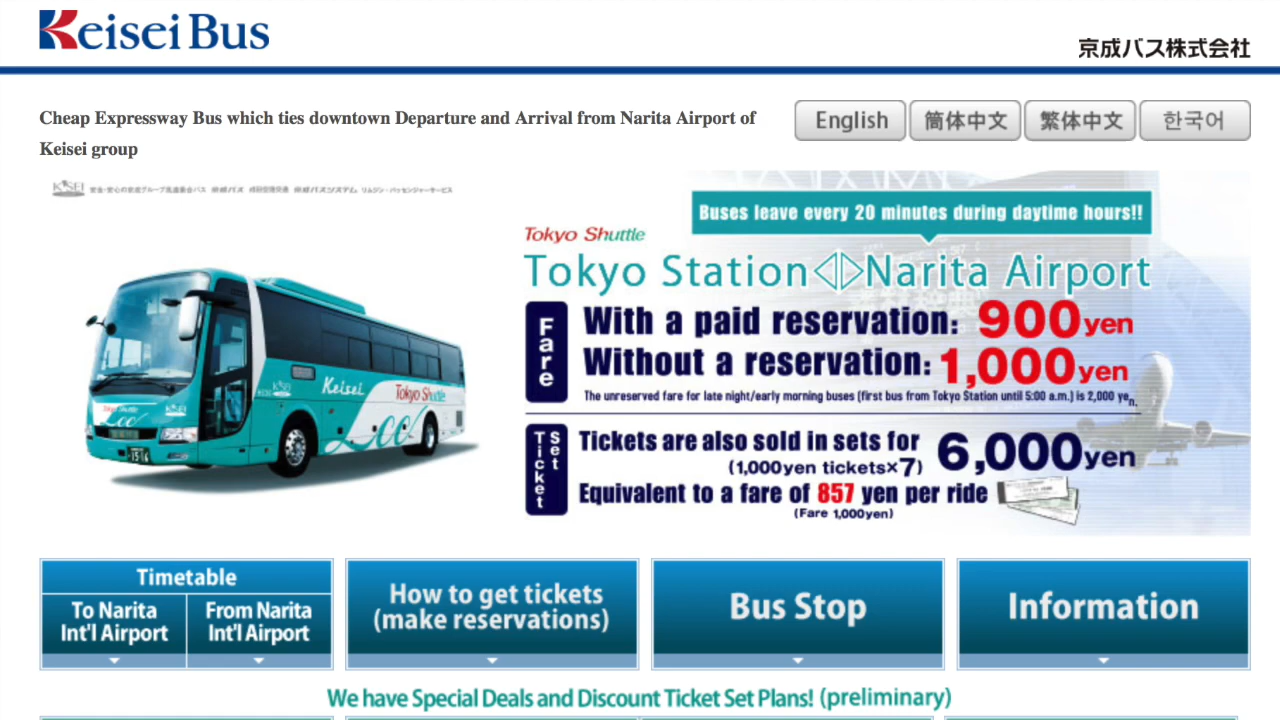 Keisei Bus
京成バス株式会社
Cheap Expressway Bus which ties downtown Departure and Arrival from Narita Airport of
Keisei group
English
简体中文
繁体中文
한국어
Buses leave every 20 minutes during daytime hours!!
Tokyo Shuttle
Tokyo Station Narita Airport
Fare
With a paid reservation: 900yen
Without a reservation: 1,000yen
The unreserved fare for late night/early morning buses (first bus from Tokyo Station until 5:00 a.m.) is 2,000 yen.
Set Ticket
Tickets are also sold in sets for 6,000yen
(1,000yen tickets×7)
Equivalent to a fare of 857 yen per ride
(Fare 1,000yen)
Keisei
Tokyo Shuttle
Timetable
To Narita
Int'l Airport
From Narita
Int'l Airport
How to get tickets
(make reservations)
Bus Stop
Information
We have Special Deals and Discount Ticket Set Plans! (preliminary)